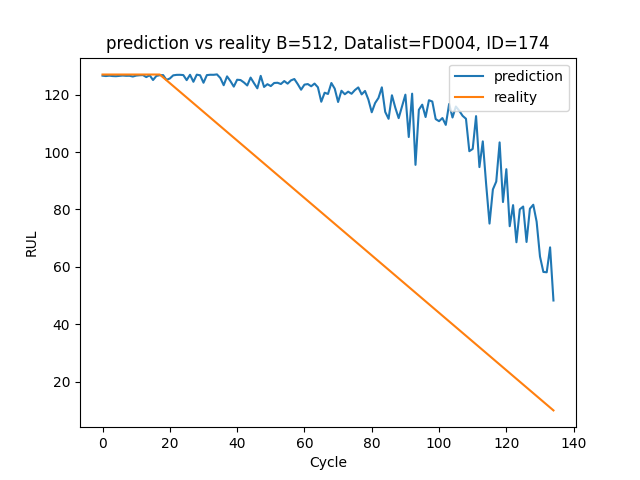 prediction vs reality B=512, Datalist=FD004, ID=174
prediction
reality
RUL
120
100
80
60
40
20
0 20 40 60 80 100 120 140
Cycle